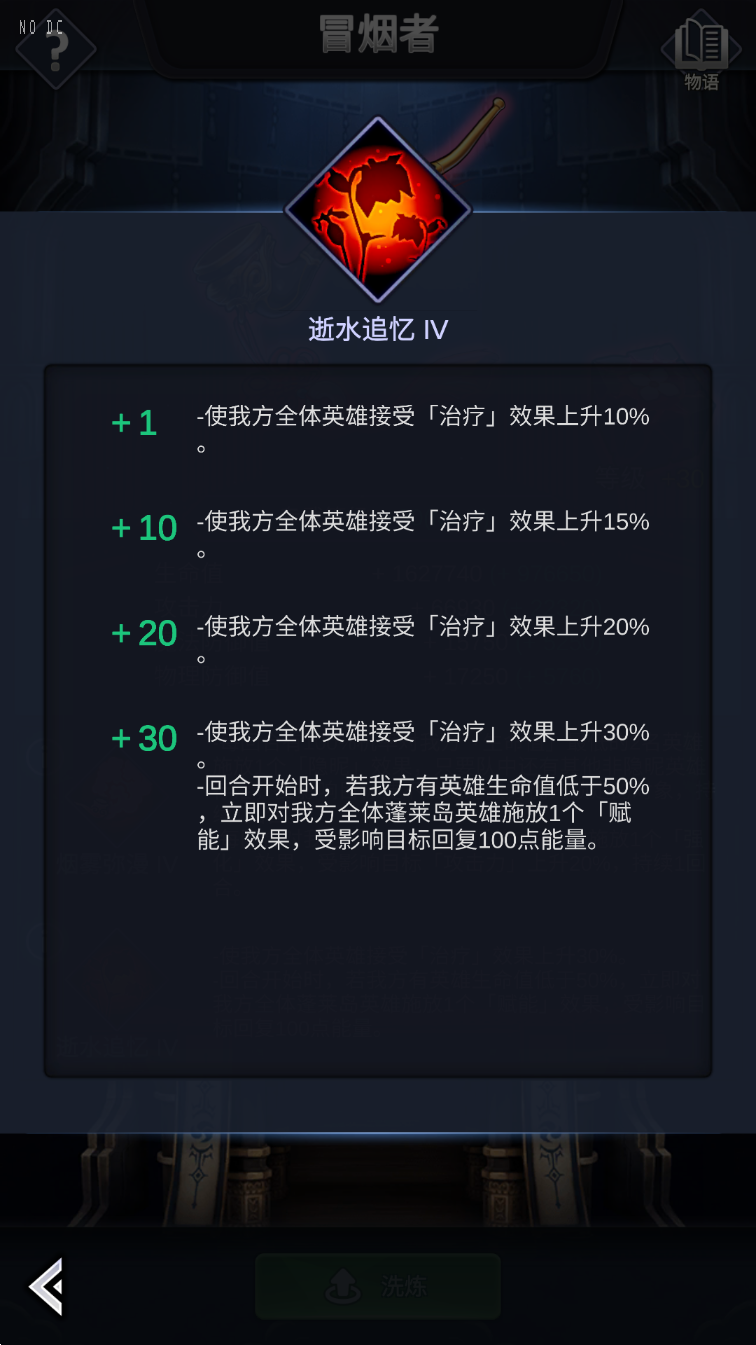 NO DC
冒烟者
物语
逝水追忆 IV
+1
-使我方全体英雄接受「治疗」效果上升10%
。
+10
-使我方全体英雄接受「治疗」效果上升15%
。
+20
-使我方全体英雄接受「治疗」效果上升20%
。
+30
-使我方全体英雄接受「治疗」效果上升30%
。
-回合开始时，若我方有英雄生命值低于50%
，立即对我方全体蓬莱岛英雄施放1个「赋
能」效果，受影响目标回复100点能量。
洗炼